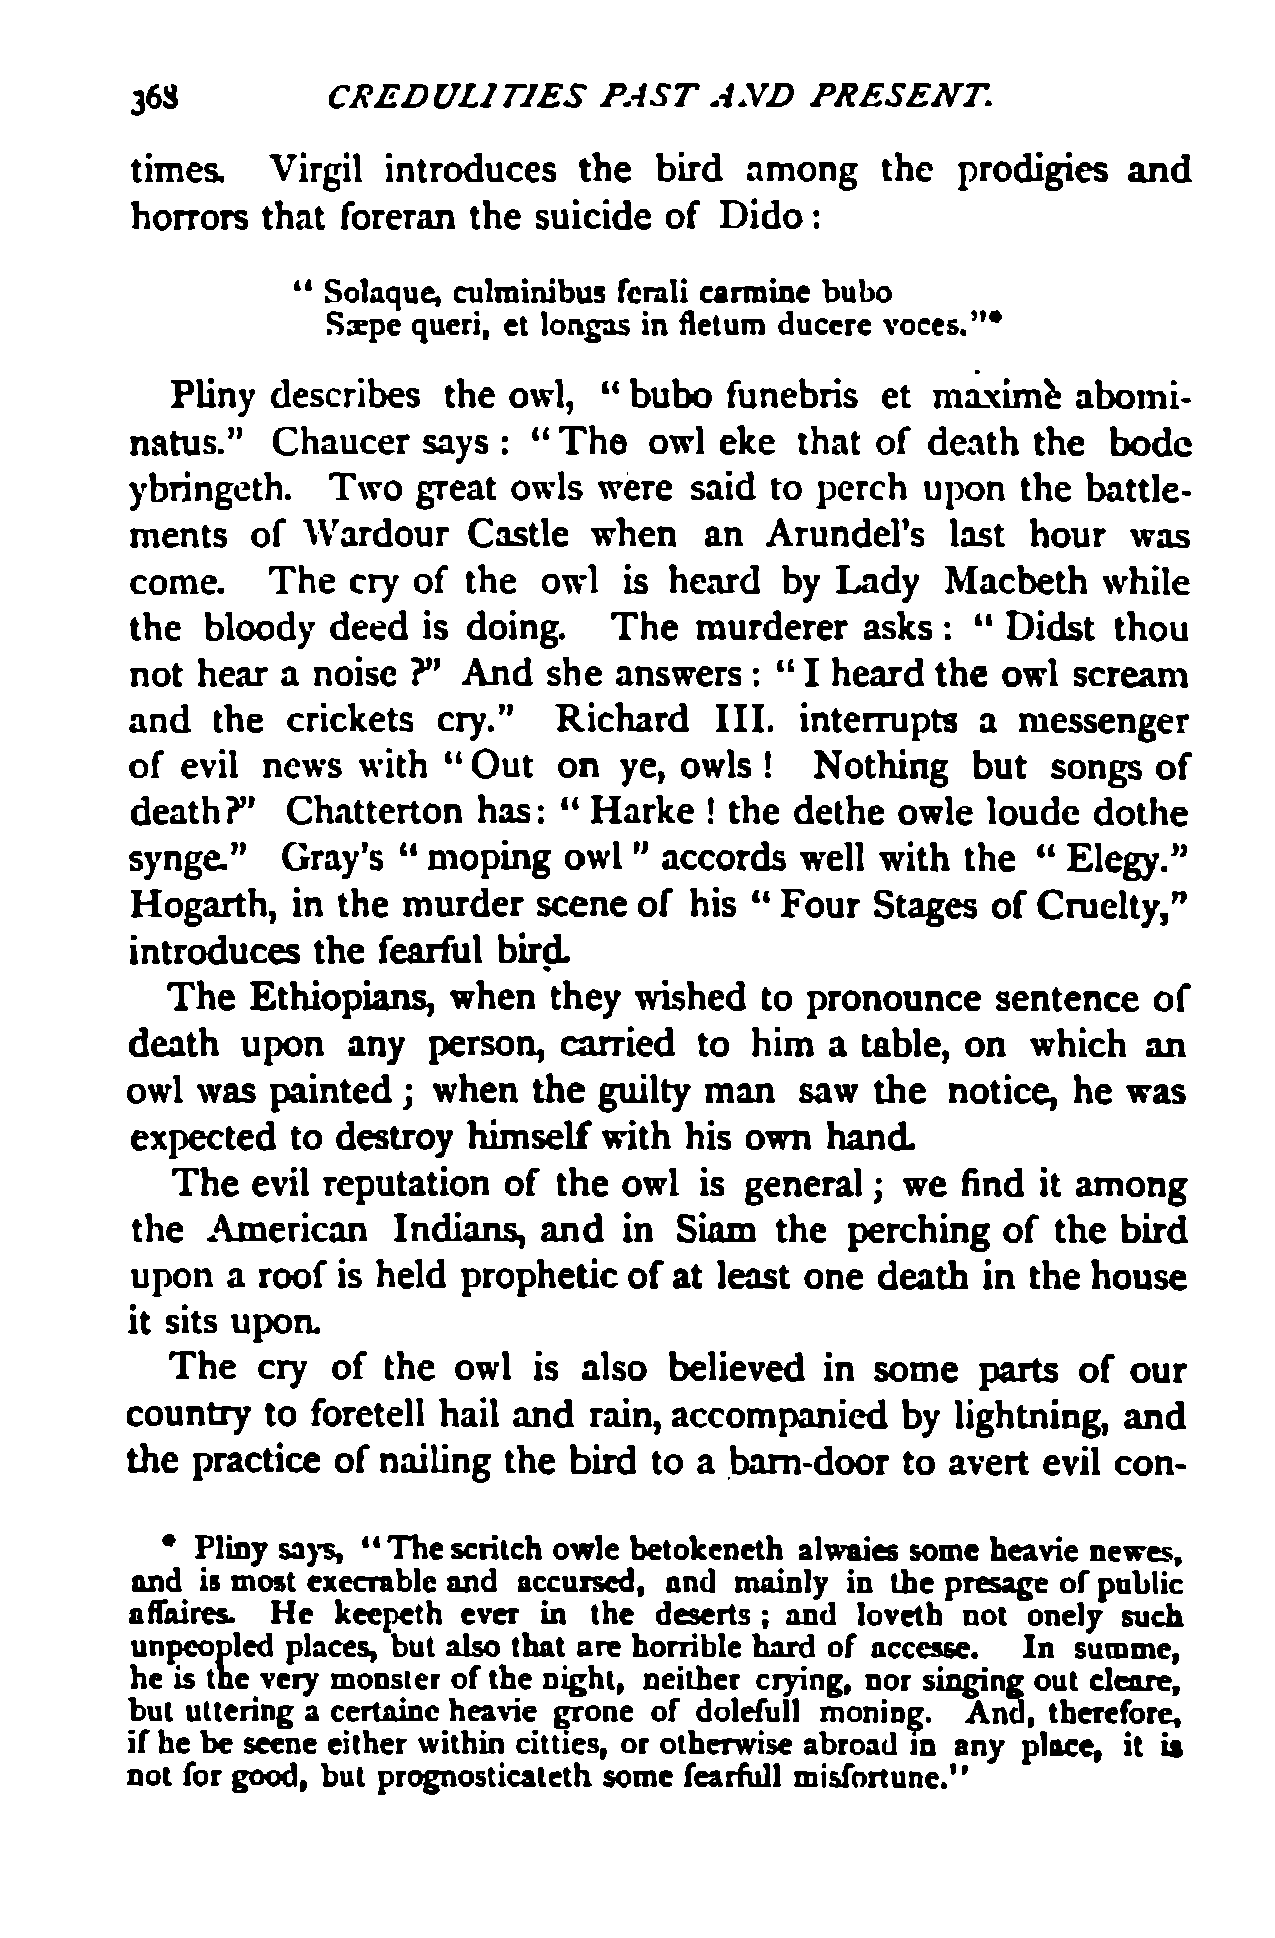 368 CREDULITIES PAST AND PRESENT.
times. Virgil introduces the bird among the prodigies and
horrors that foreran the suicide of Dido :
“ Solaque, culminibus ferali carmine bubo
Sæpe queri, et longas in fletum ducere voces.”*
Pliny describes the owl, “ bubo funebris et maximè abomi-
natus.” Chaucer says : “ The owl eke that of death the bode
ybringeth. Two great owls were said to perch upon the battle-
ments of Wardour Castle when an Arundel’s last hour was
come. The cry of the owl is heard by Lady Macbeth while
the bloody deed is doing. The murderer asks : “ Didst thou
not hear a noise ?” And she answers : “ I heard the owl scream
and the crickets cry.” Richard III. interrupts a messenger
of evil news with “ Out on ye, owls ! Nothing but songs of
death?” Chatterton has: “ Harke ! the dethe owle loude dothe
synge.” Gray’s “ moping owl ” accords well with the “ Elegy.”
Hogarth, in the murder scene of his “ Four Stages of Cruelty,”
introduces the fearful bird.
The Ethiopians, when they wished to pronounce sentence of
death upon any person, carried to him a table, on which an
owl was painted ; when the guilty man saw the notice, he was
expected to destroy himself with his own hand.
The evil reputation of the owl is general ; we find it among
the American Indians, and in Siam the perching of the bird
upon a roof is held prophetic of at least one death in the house
it sits upon.
The cry of the owl is also believed in some parts of our
country to foretell hail and rain, accompanied by lightning, and
the practice of nailing the bird to a barn-door to avert evil con-
* Pliny says, “ The scritch owle betokeneth alwaies some heavie newes,
and is most execrable and accursed, and mainly in the presage of public
affaires. He keepeth ever in the deserts ; and loveth not onely such
unpeopled places, but also that are horrible hard of accesse. In summe,
he is the very monster of the night, neither crying, nor singing out cleare,
but uttering a certaine heavie grone of dolefull moning. And, therefore,
if he be seene either within citties, or otherwise abroad in any place, it is
not for good, but prognosticateth some fearfull misfortune.”